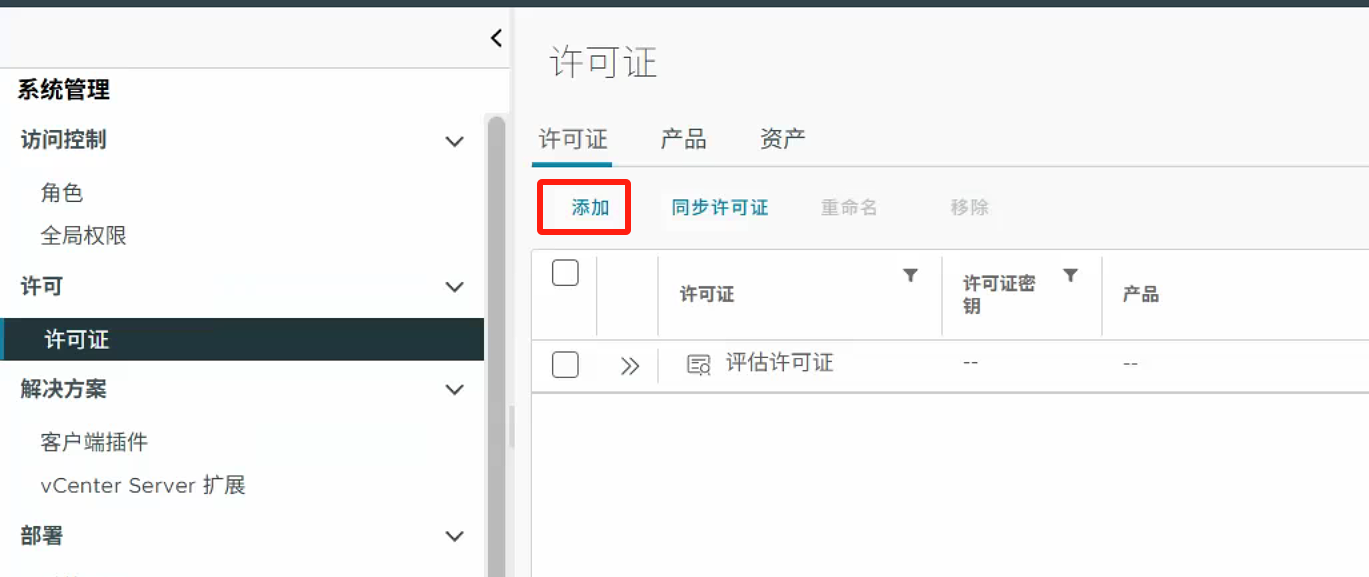 系统管理
访问控制
角色
全局权限
许可
许可证
解决方案
客户端插件
vCenter Server 扩展
部署
许可证
许可证 产品 资产
添加 同步许可证 重命名 移除
许可证 许可证密
钥 产品
评估许可证 -- --